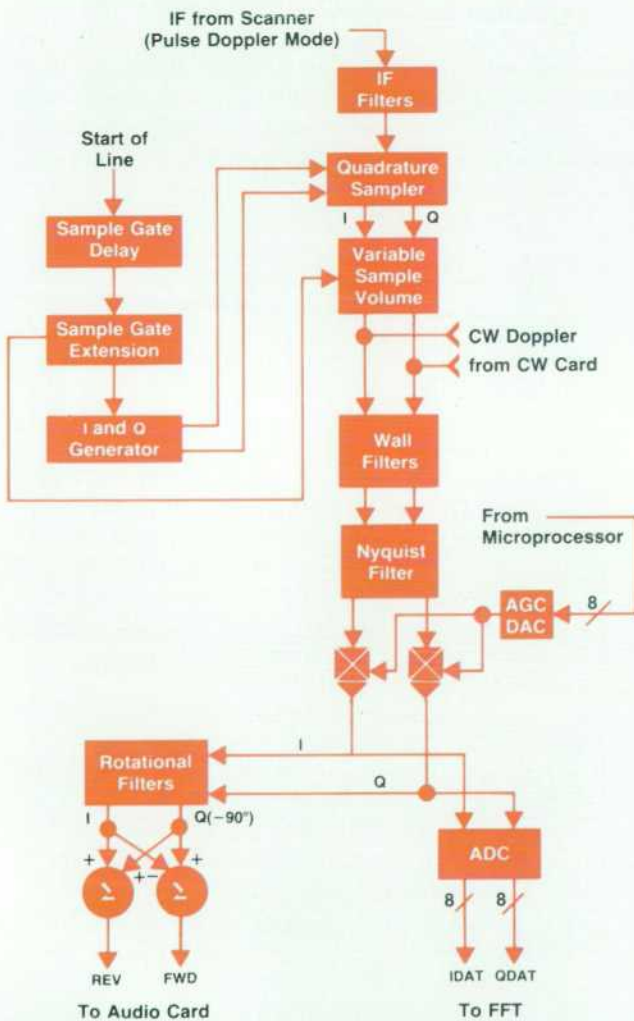 IF from Scanner
(Pulse Doppler Mode)
IF
Filters
Start of
Line
Quadrature
Sampler
I Q
Sample Gate
Delay
Variable
Sample
Volume
Sample Gate
Extension
CW Doppler
from CW Card
I and Q
Generator
Wall
Filters
From
Microprocessor
Nyquist
Filter
AGC
DAC
8
I
Rotational
Filters
Q
I Q(−90°)
ADC
+ + − +
8 8
REV FWD
IDAT QDAT
To Audio Card
To FFT